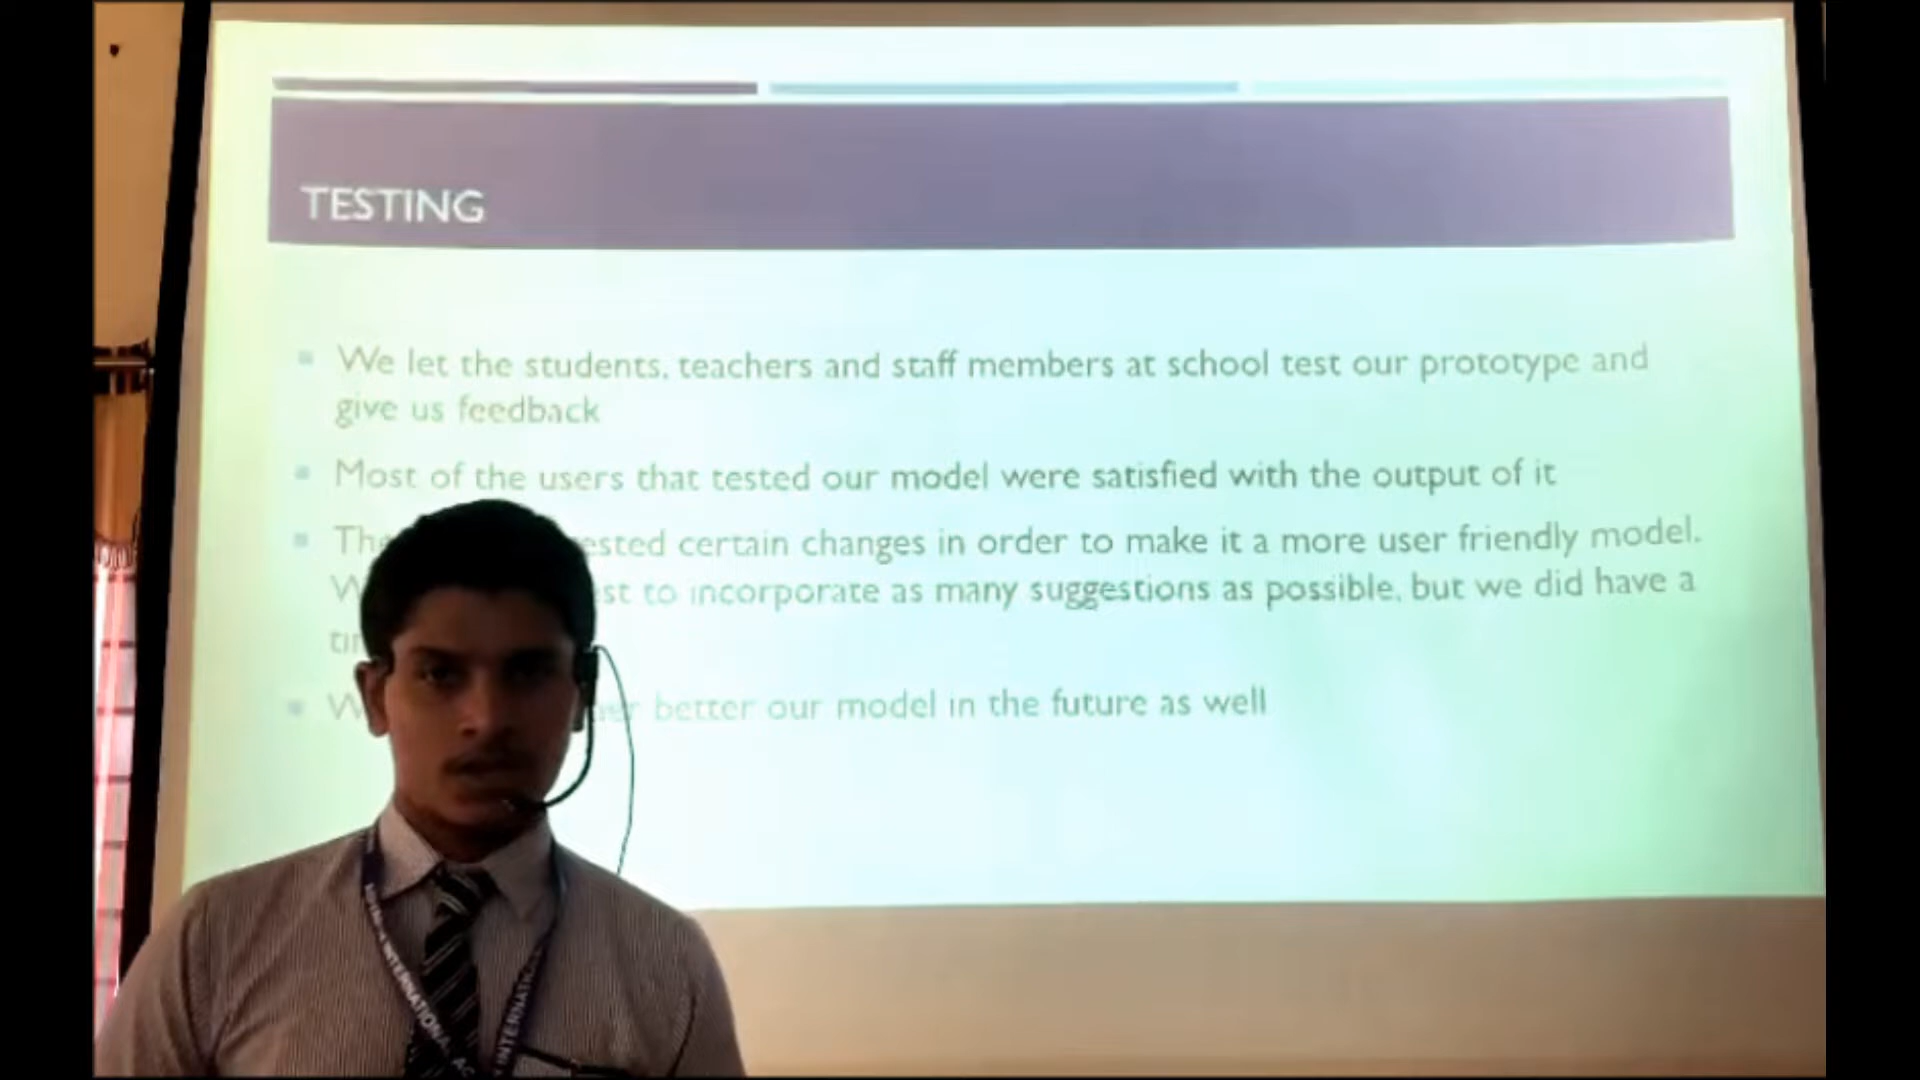 TESTING
We let the students, teachers and staff members at school test our prototype and
give us feedback
Most of the users that tested our model were satisfied with the output of it
certain changes in order to make it a more user friendly model.
to incorporate as many suggestions as possible, but we did have a
better our model in the future as well
INTERNATIONAL
INTERNATIONAL